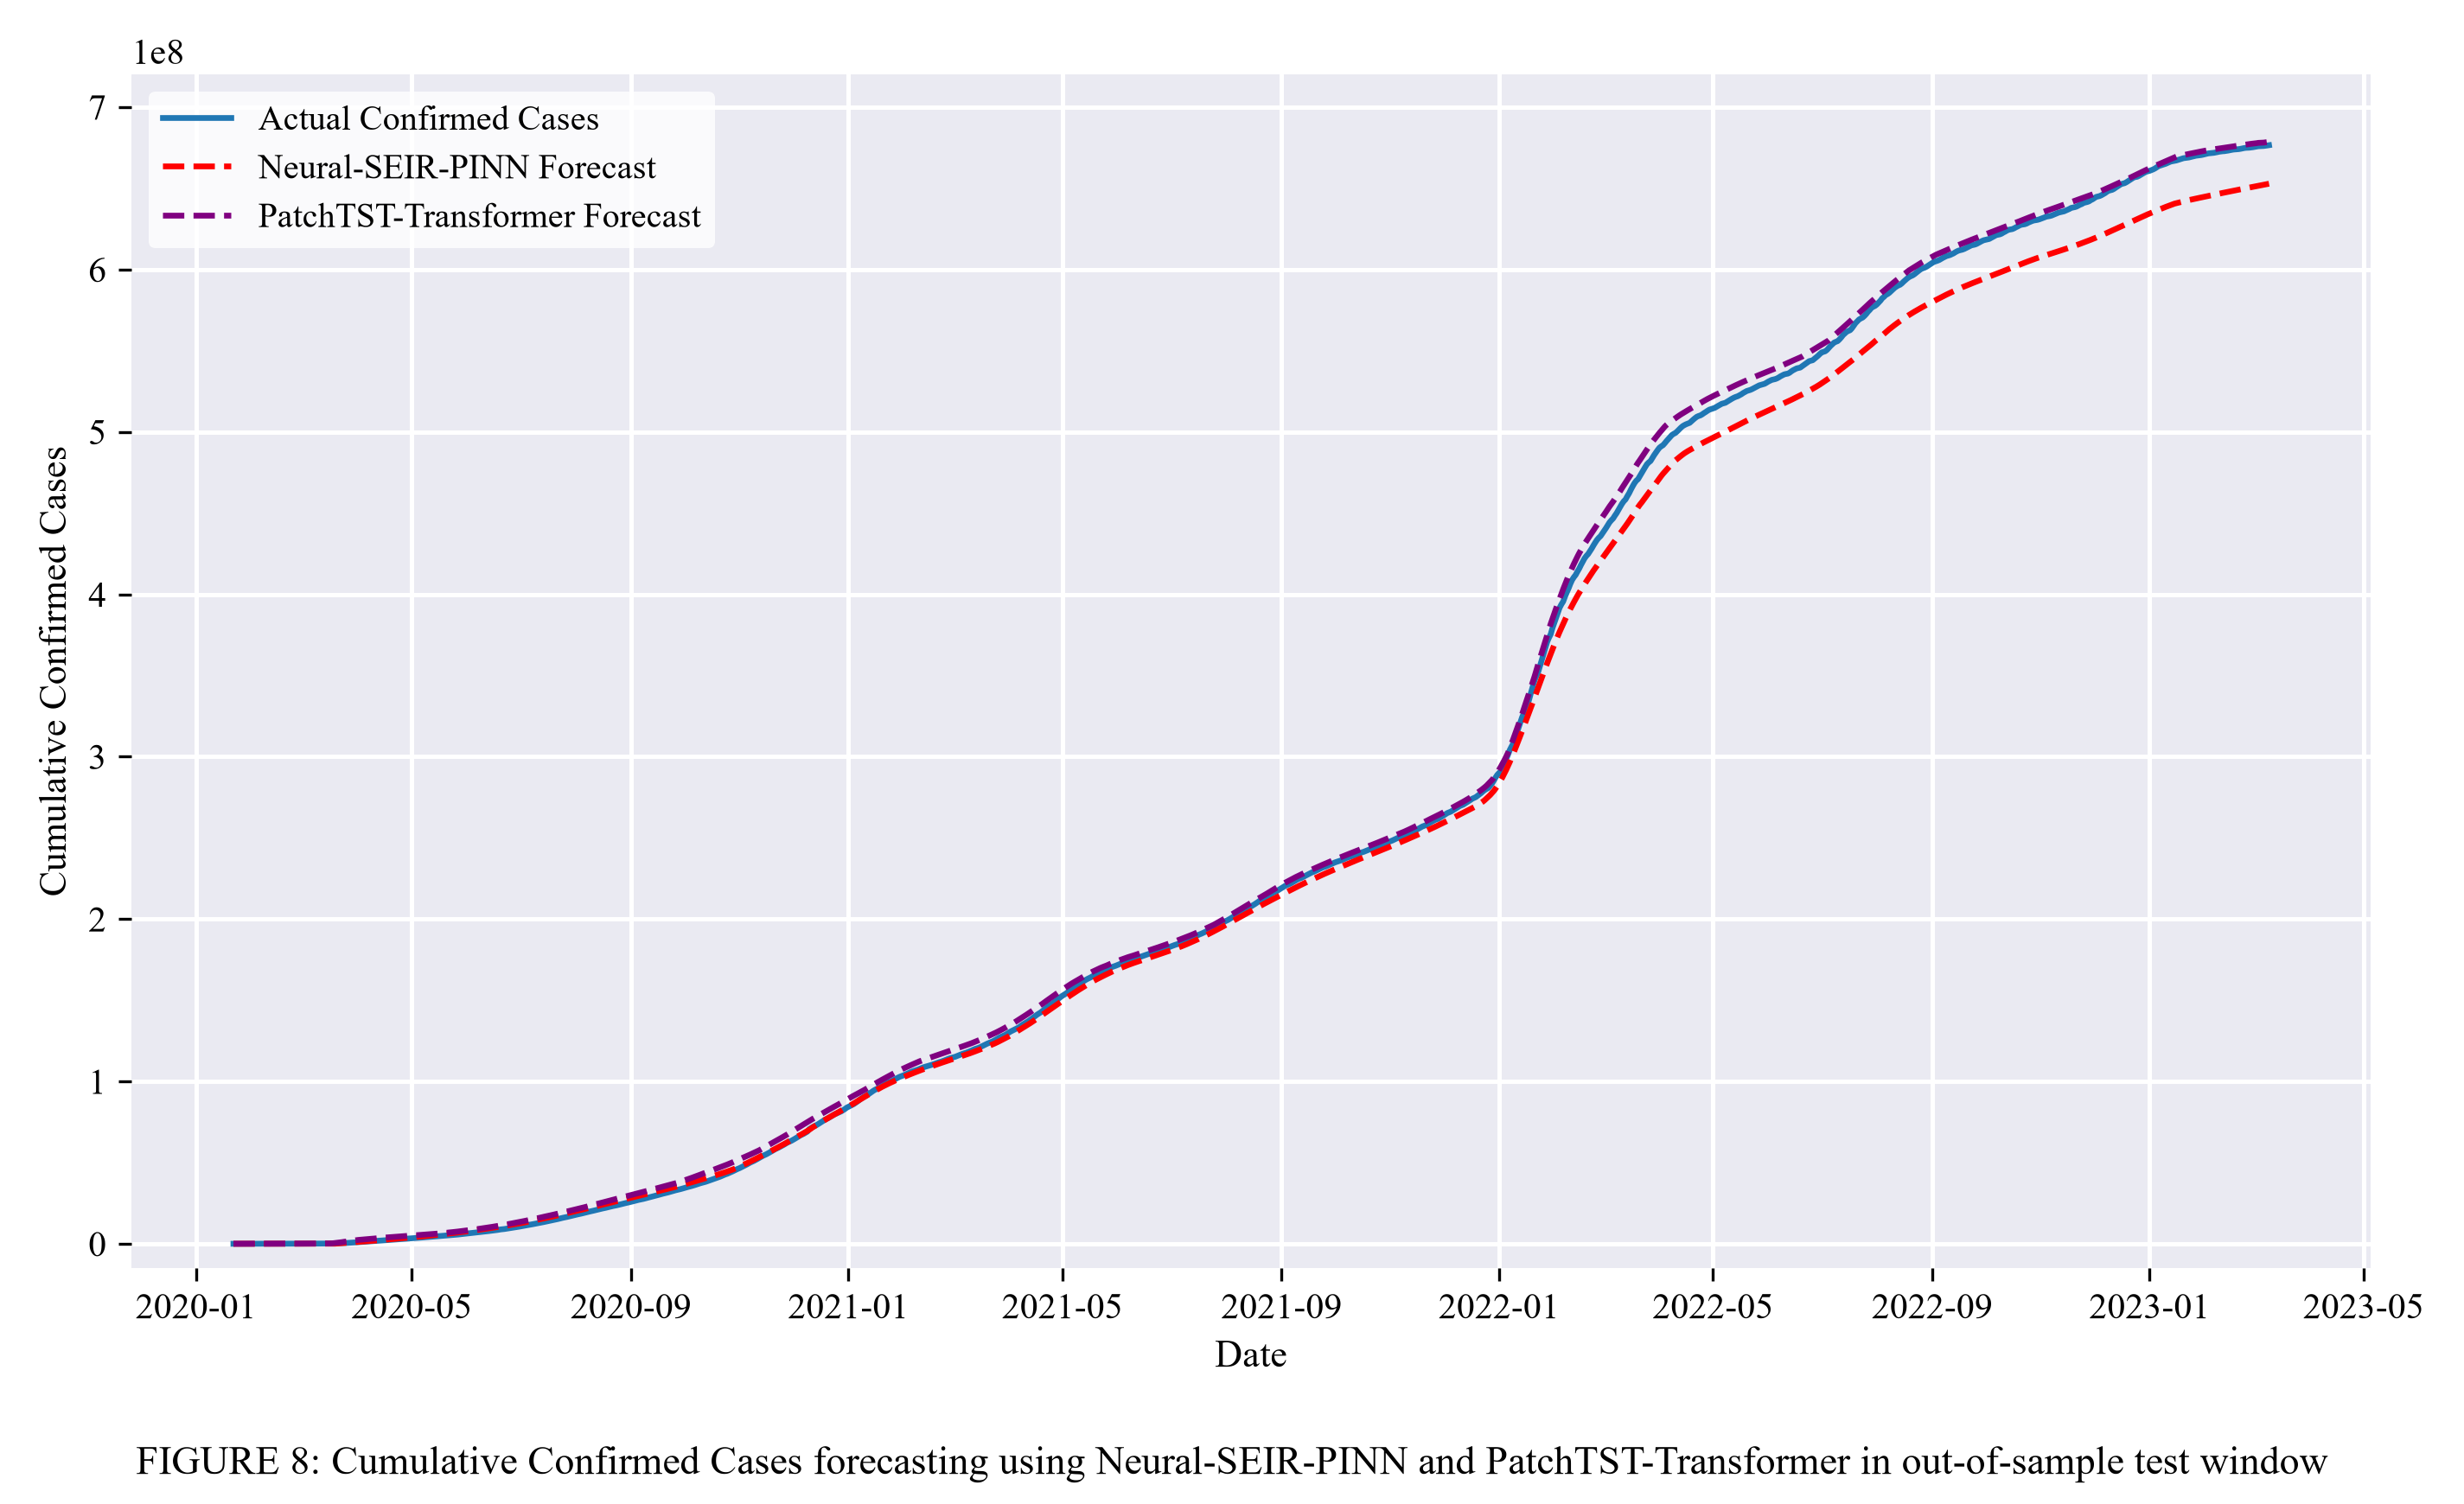 1e8
7
6
5
4
3
2
1
0
Cumulative Confirmed Cases
Actual Confirmed Cases
Neural-SEIR-PINN Forecast
PatchTST-Transformer Forecast
2020-01 2020-05 2020-09 2021-01 2021-05 2021-09 2022-01 2022-05 2022-09 2023-01 2023-05
Date
FIGURE 8: Cumulative Confirmed Cases forecasting using Neural-SEIR-PINN and PatchTST-Transformer in out-of-sample test window